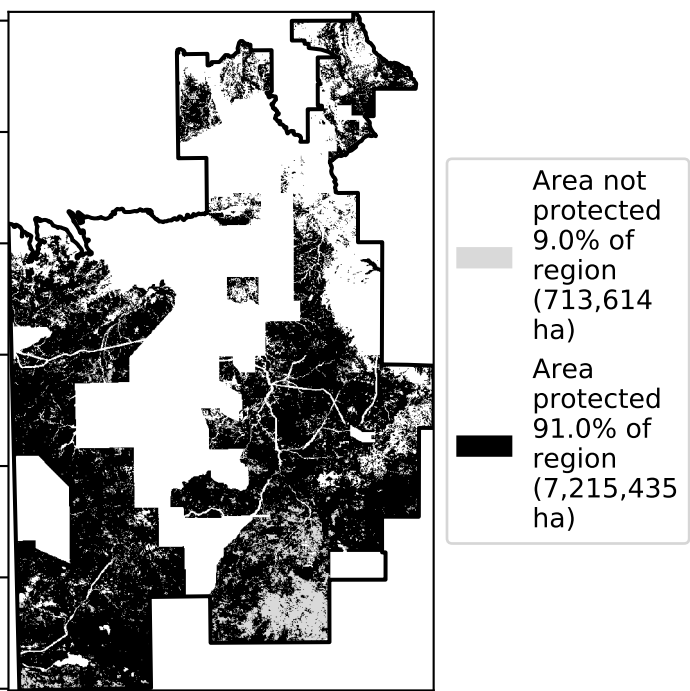 Area not
protected
9.0% of
region
(713,614
ha)
Area
protected
91.0% of
region
(7,215,435
ha)